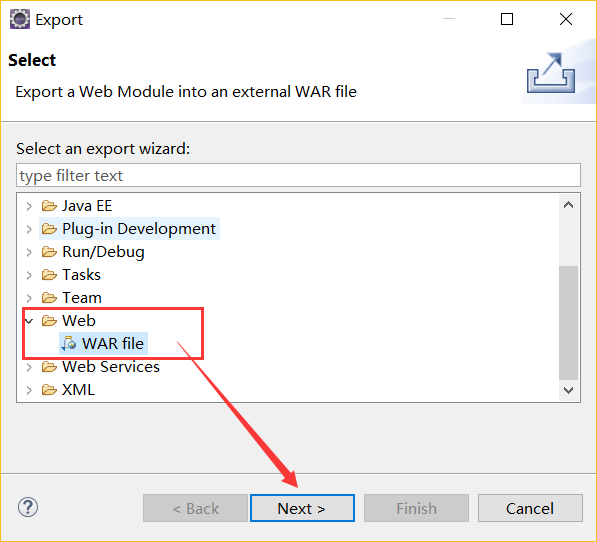 Export
Select
Export a Web Module into an external WAR file
Select an export wizard:
type filter text
Java EE
Plug-in Development
Run/Debug
Tasks
Team
Web
WAR file
Web Services
XML
?
< Back
Next >
Finish
Cancel